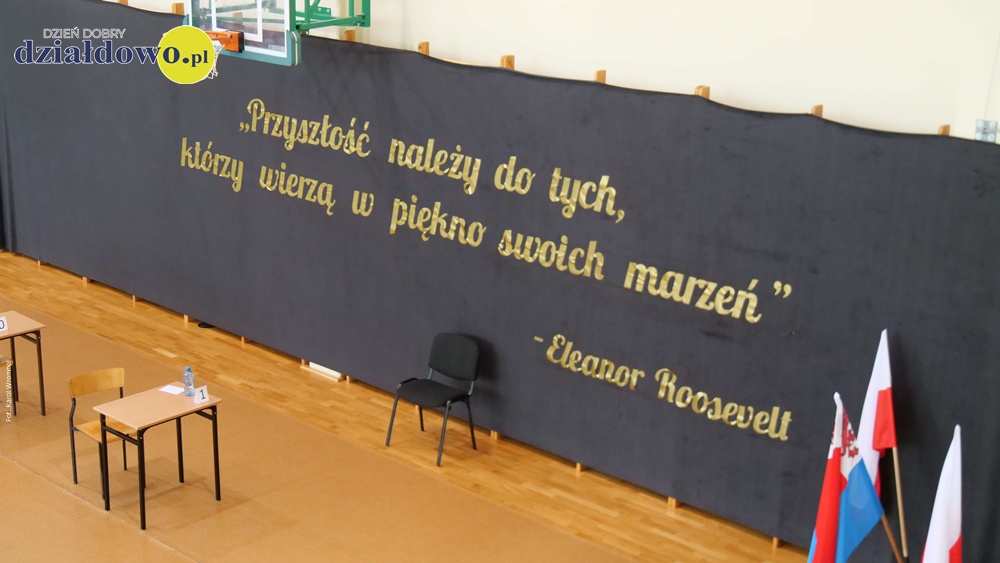 DZIEŃ DOBRY
działdowo.pl
„Przyszłość należy do tych,
którzy wierzą w piękno swoich marzeń”
- Eleanor Roosevelt
1